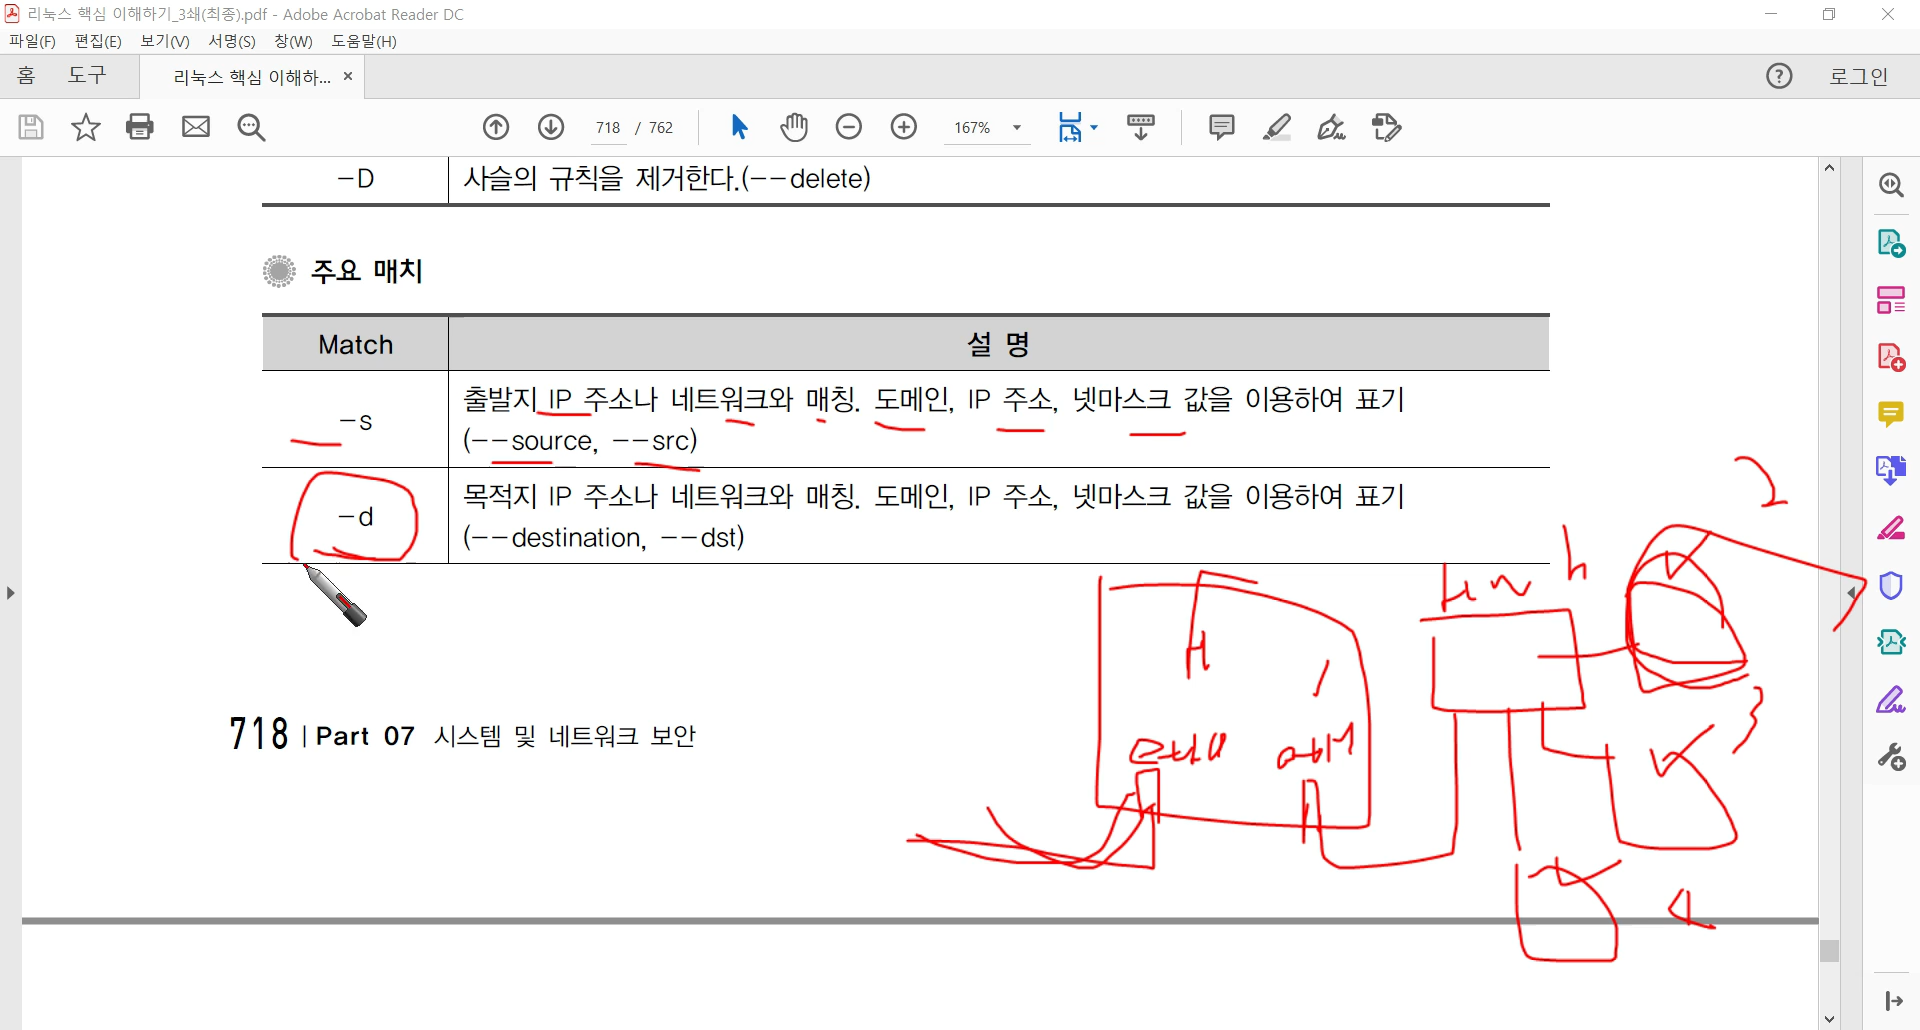 리눅스 핵심 이해하기_3쇄(최종).pdf - Adobe Acrobat Reader DC
파일(F) 편집(E) 보기(V) 서명(S) 창(W) 도움말(H)
홈 도구 리눅스 핵심 이해하... × ? 로그인
718 / 762 167%
-D 사슬의 규칙을 제거한다.(--delete)
주요 매치
Match 설 명
-s 출발지 IP 주소나 네트워크와 매칭. 도메인, IP 주소, 넷마스크 값을 이용하여 표기
(--source, --src)
-d 목적지 IP 주소나 네트워크와 매칭. 도메인, IP 주소, 넷마스크 값을 이용하여 표기
(--destination, --dst)
2
1
3
4
718 | Part 07 시스템 및 네트워크 보안